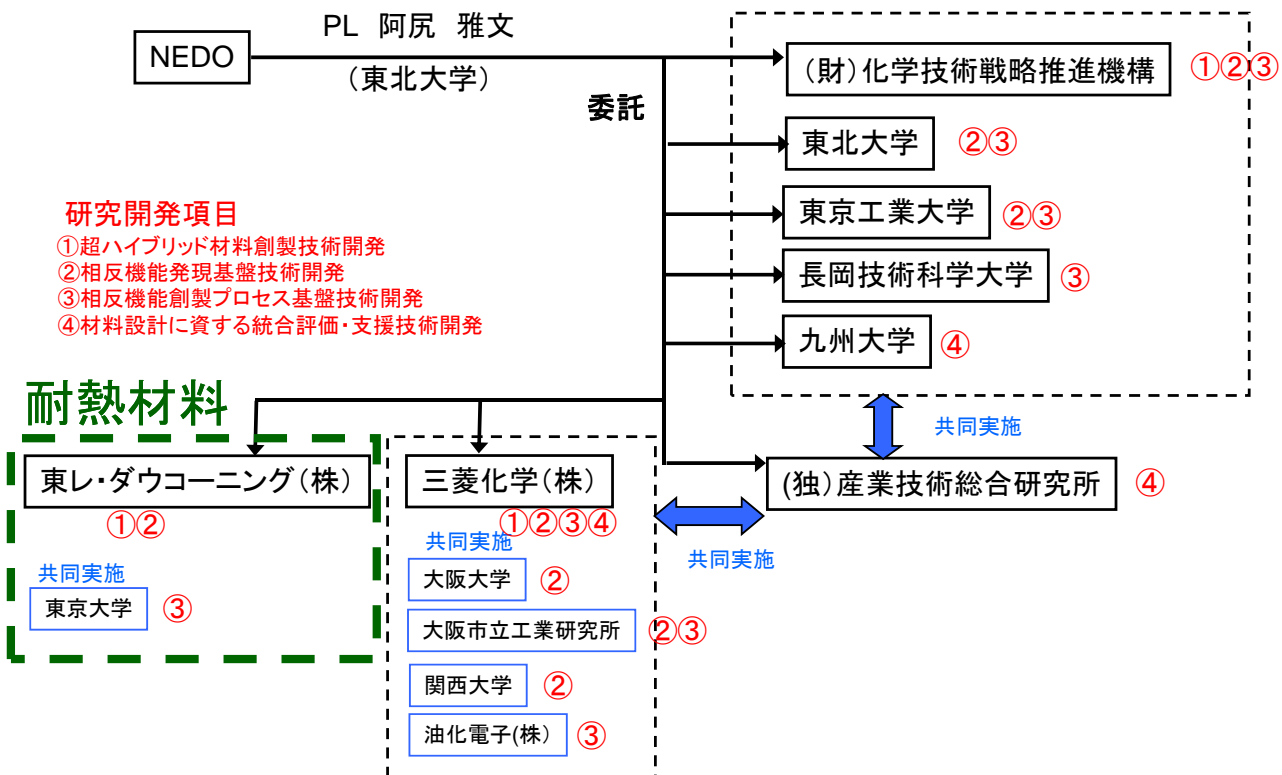 NEDO
PL 阿尻 雅文
(東北大学)
委託
(財)化学技術戦略推進機構 ①②③
東北大学 ②③
東京工業大学 ②③
長岡技術科学大学 ③
九州大学 ④
研究開発項目
①超ハイブリッド材料創製技術開発
②相反機能発現基盤技術開発
③相反機能創製プロセス基盤技術開発
④材料設計に資する統合評価・支援技術開発
共同実施
(独)産業技術総合研究所 ④
共同実施
耐熱材料
東レ・ダウコーニング(株)
①②
共同実施
東京大学 ③
三菱化学(株)
①②③④
共同実施
大阪大学 ②
大阪市立工業研究所 ②③
関西大学 ②
油化電子(株) ③